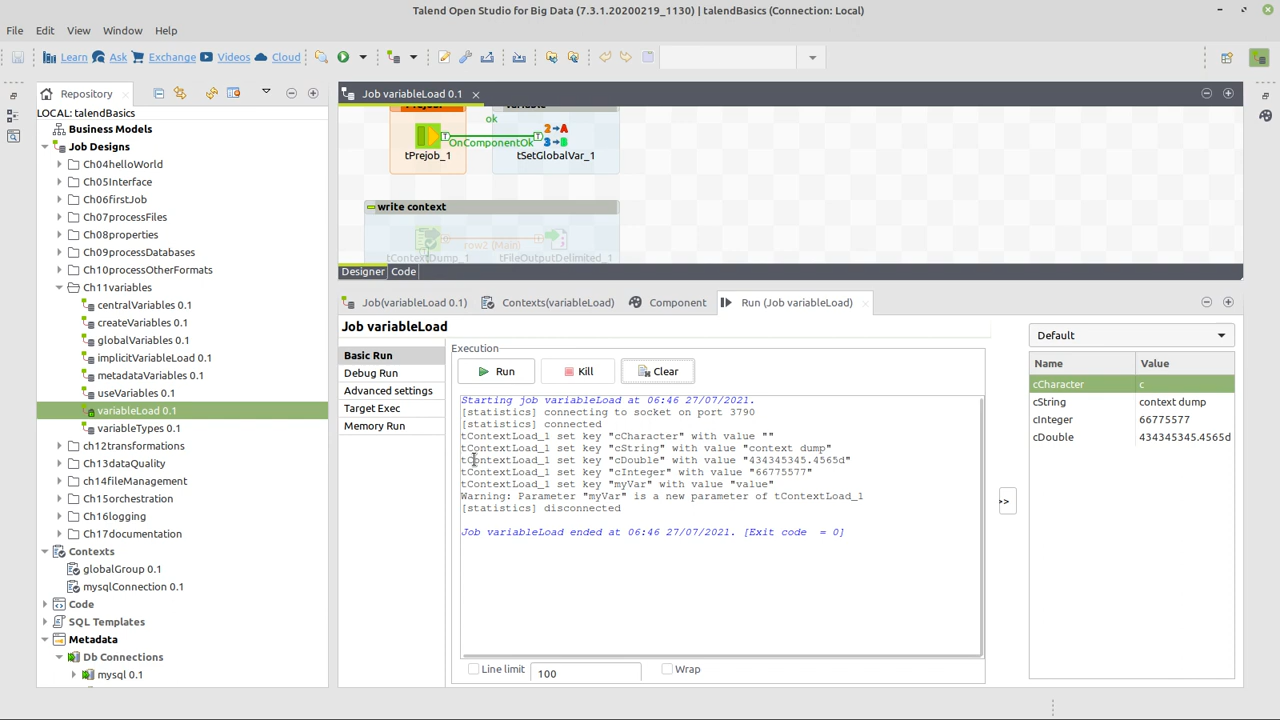 Talend Open Studio for Big Data (7.3.1.20200219_1130) | talendBasics (Connection: Local)
File Edit View Window Help
Learn Ask Exchange Videos Cloud
Repository
LOCAL: talendBasics
Business Models
Job Designs
Ch04helloWorld
Ch05Interface
Ch06firstJob
Ch07processFiles
Ch08properties
Ch09processDatabases
Ch10processOtherFormats
Ch11variables
centralVariables 0.1
createVariables 0.1
globalVariables 0.1
implicitVariableLoad 0.1
metadataVariables 0.1
useVariables 0.1
variableLoad 0.1
variableTypes 0.1
ch12transformations
Ch13dataQuality
ch14fileManagement
Ch15orchestration
Ch16logging
Ch17documentation
Contexts
globalGroup 0.1
mysqlConnection 0.1
Code
SQL Templates
Metadata
Db Connections
mysql 0.1
Job variableLoad 0.1
ok
OnComponentOk
tPrejob_1
tSetGlobalVar_1
write context
row2 (Main)
tContextDump_1
tFileOutputDelimited_1
Designer Code
Job(variableLoad 0.1) Contexts(variableLoad) Component Run (Job variableLoad)
Job variableLoad
Basic Run
Debug Run
Advanced settings
Target Exec
Memory Run
Execution
Run Kill Clear
Starting job variableLoad at 06:46 27/07/2021.
[statistics] connecting to socket on port 3790
[statistics] connected
tContextLoad_1 set key "cCharacter" with value ""
tContextLoad_1 set key "cString" with value "context dump"
tContextLoad_1 set key "cDouble" with value "434345345.4565d"
tContextLoad_1 set key "cInteger" with value "66775577"
tContextLoad_1 set key "myVar" with value "value"
Warning: Parameter "myVar" is a new parameter of tContextLoad_1
[statistics] disconnected
Job variableLoad ended at 06:46 27/07/2021. [Exit code  = 0]
Line limit 100 Wrap
>>
Default
Name Value
cCharacter c
cString context dump
cInteger 66775577
cDouble 434345345.4565d